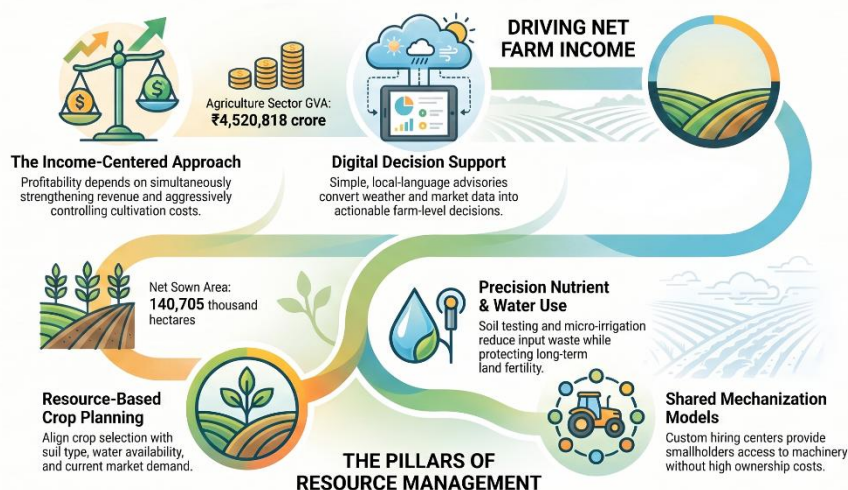 DRIVING NET
FARM INCOME
$
$
Agriculture Sector GVA:
₹4,520,818 crore
The Income-Centered Approach
Profitability depends on simultaneously
strengthening revenue and aggressively
controlling cultivation costs.
Digital Decision Support
Simple, local-language advisories
convert weather and market data into
actionable farm-level decisions.
Net Sown Area:
140,705 thousand
hectares
Precision Nutrient
& Water Use
Soil testing and micro-irrigation
reduce input waste while
protecting long-term
land fertility.
Resource-Based
Crop Planning
Align crop selection with
suil type, water availability,
and current market demand.
Shared Mechanization
Models
Custom hiring centers provide
smallholders access to machinery
without high ownership costs.
THE PILLARS OF
RESOURCE MANAGEMENT